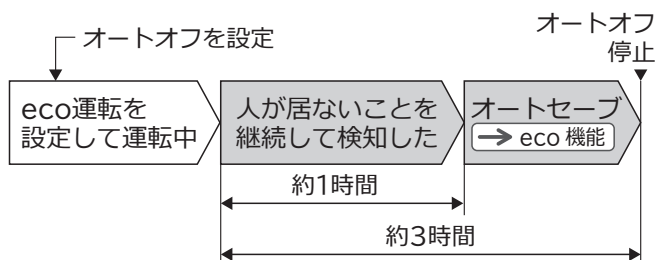 オートオフを設定
オートオフ
停止
eco運転を
設定して運転中
人が居ないことを
継続して検知した
オートセーブ
→ eco 機能
約1時間
約3時間